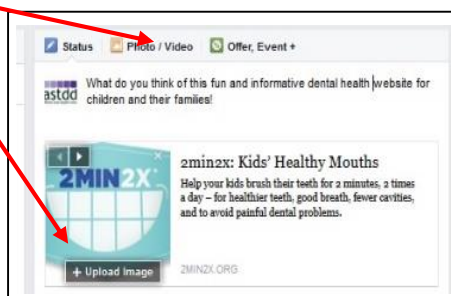 Status Photo / Video Offer, Event +
astdd
What do you think of this fun and informative dental health website for
children and their families!
2MIN2X
2min2x: Kids' Healthy Mouths
Help your kids brush their teeth for 2 minutes, 2 times
a day – for healthier teeth, good breath, fewer cavities,
and to avoid painful dental problems.
+ Upload Image
2MIN2X.ORG